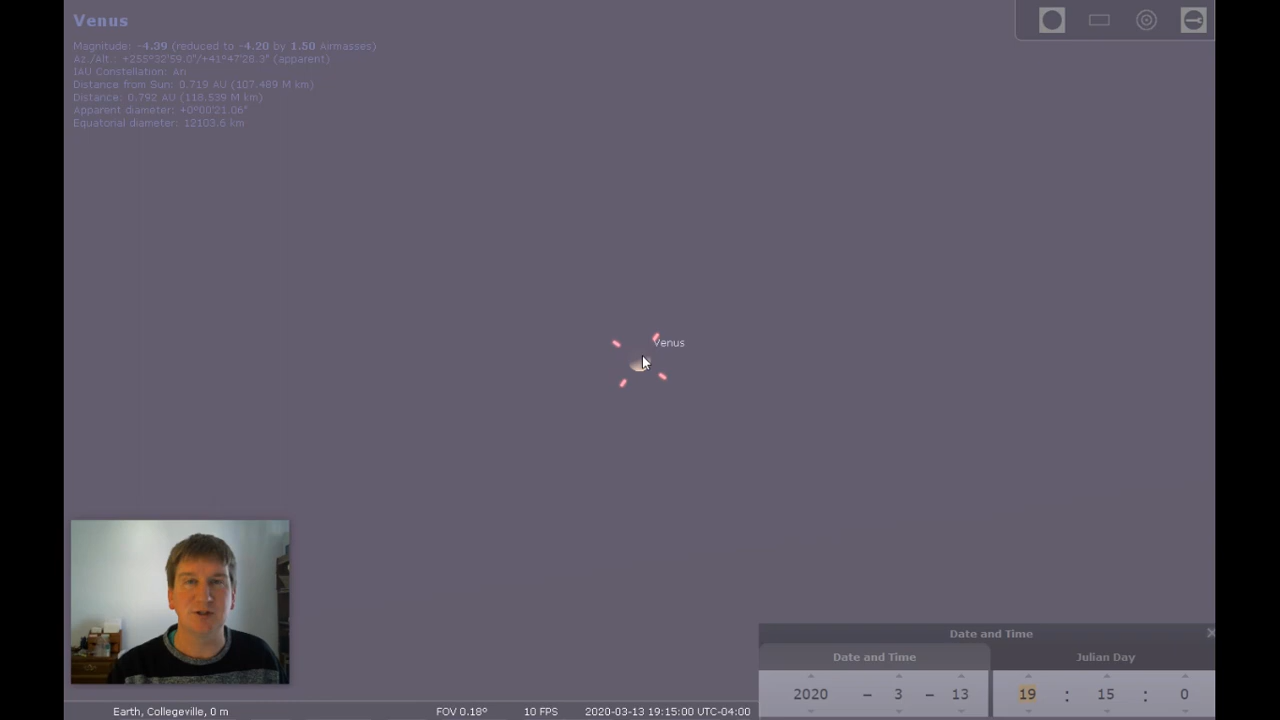 Venus
Magnitude: -4.39 (reduced to -4.20 by 1.50 Airmasses)
Az./Alt.: +255°32'59.0"/+41°47'28.3" (apparent)
IAU Constellation: Ari
Distance from Sun: 0.719 AU (107.489 M km)
Distance: 0.792 AU (118.539 M km)
Apparent diameter: +0°00'21.06"
Equatorial diameter: 12103.6 km
Venus
Date and Time
Date and Time Julian Day
2020 - 3 - 13 19 : 15 : 0
Earth, Collegeville, 0 m FOV 0.18° 10 FPS 2020-03-13 19:15:00 UTC-04:00